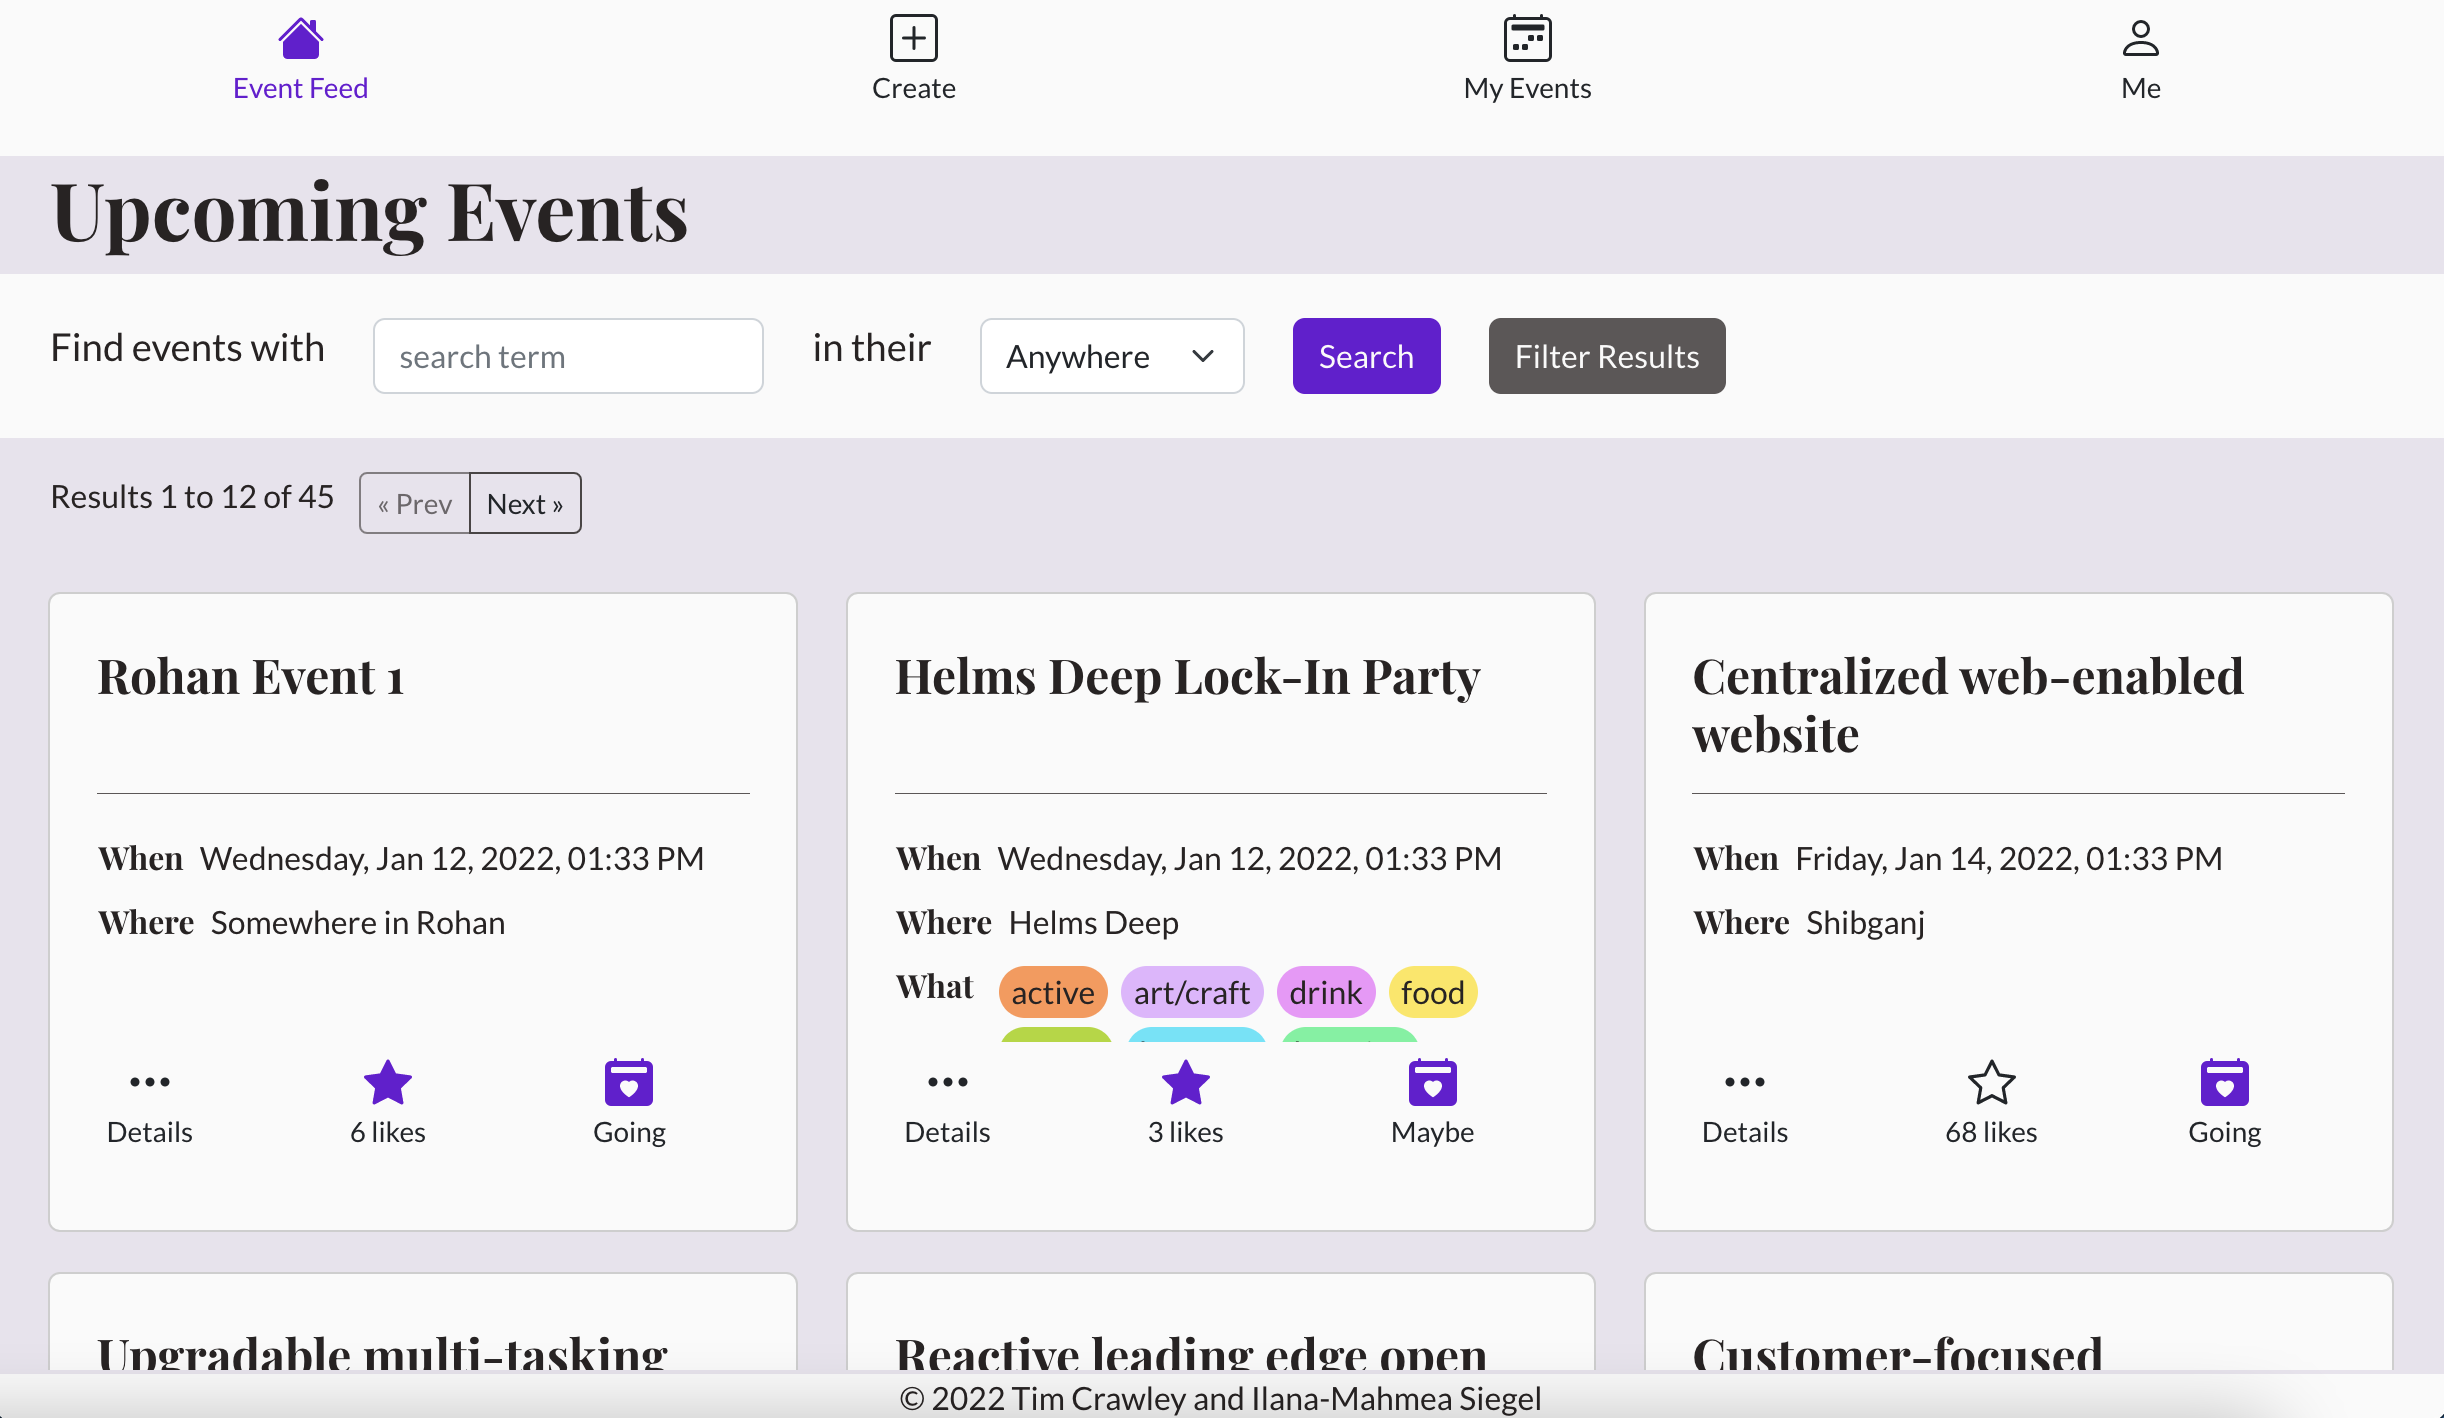 Event Feed
Create
My Events
Me
Upcoming Events
Find events with
search term
in their
Anywhere
Search
Filter Results
Results 1 to 12 of 45
« Prev
Next »
Rohan Event 1
When Wednesday, Jan 12, 2022, 01:33 PM
Where Somewhere in Rohan
Details
6 likes
Going
Helms Deep Lock-In Party
When Wednesday, Jan 12, 2022, 01:33 PM
Where Helms Deep
What active art/craft drink food
Details
3 likes
Maybe
Centralized web-enabled
website
When Friday, Jan 14, 2022, 01:33 PM
Where Shibganj
Details
68 likes
Going
Upgradable multi-tasking
Reactive leading edge open
Customer-focused
© 2022 Tim Crawley and Ilana-Mahmea Siegel